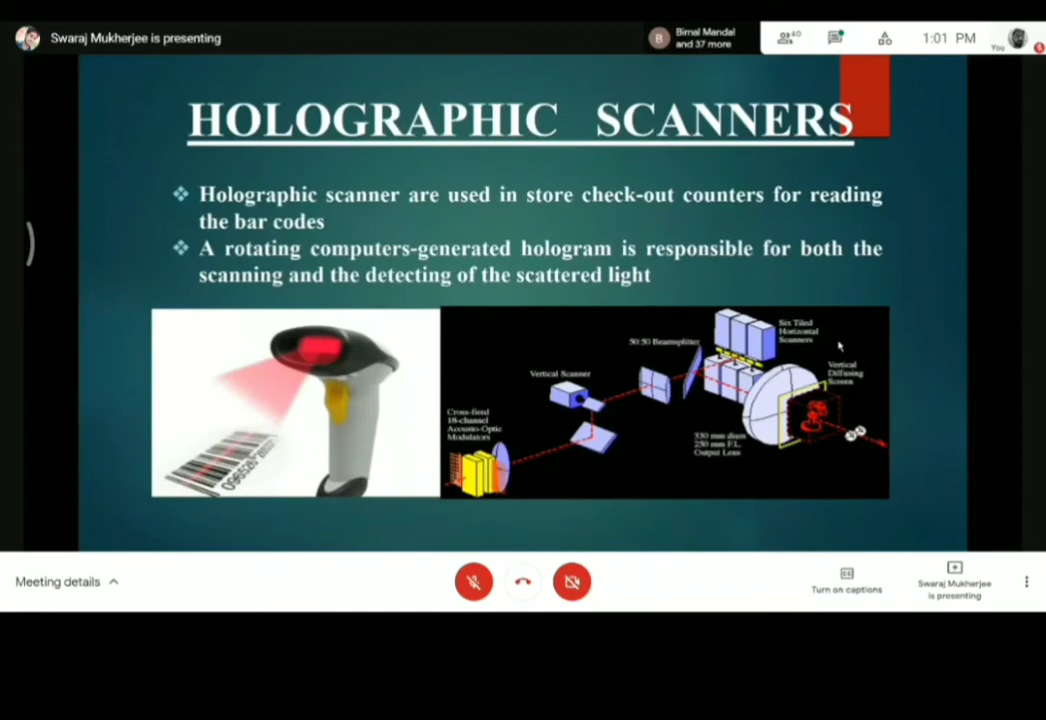 Swaraj Mukherjee is presenting
B
Bimal Mandal
and 37 more
40
1:01 PM
You
HOLOGRAPHIC SCANNERS
Holographic scanner are used in store check-out counters for reading
the bar codes
A rotating computers-generated hologram is responsible for both the
scanning and the detecting of the scattered light
Six Tiled
Horizontal
Scanners
50:50 Beamsplitter
Vertical
Diffusing
Screen
Vertical Scanner
Cross-fired
18-channel
Acousto-Optic
Modulators
330 mm diam
250 mm F.L.
Output Lens
Meeting details
Turn on captions
Swaraj Mukherjee
is presenting